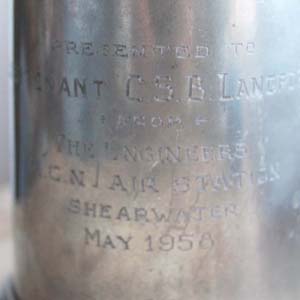 PRESENTED TO
C.S.B.
FROM
THE ENGINEERS
R.C.N. AIR STATION
SHEARWATER
MAY 1958